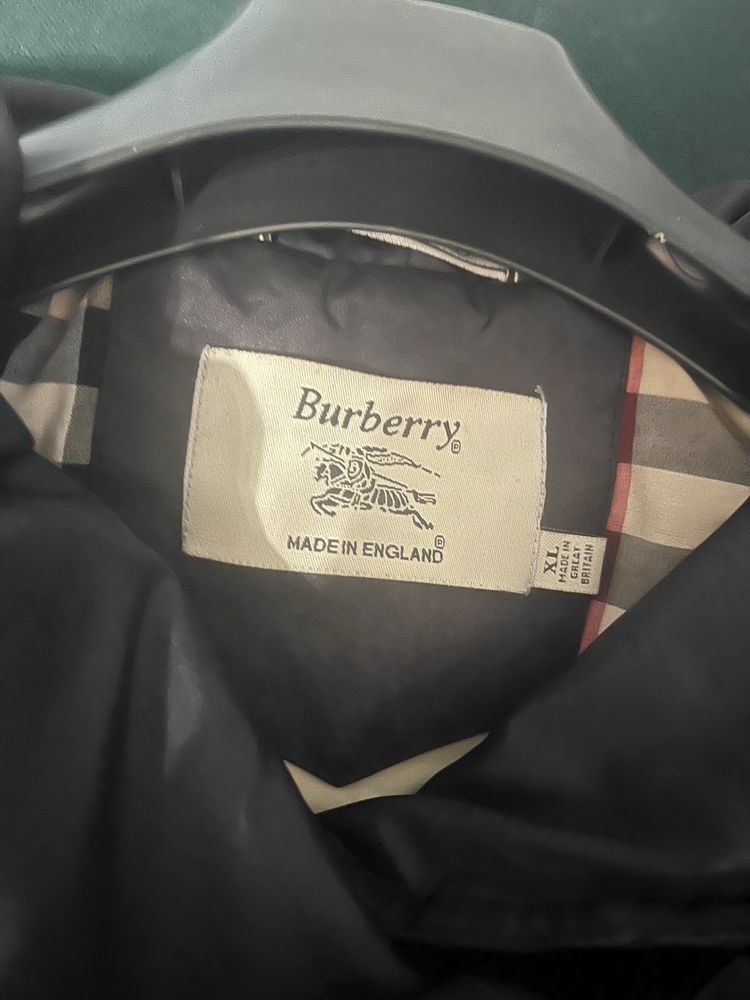 Burberry®
MADE IN ENGLAND®
XL
MADE IN
GREAT
BRITAIN